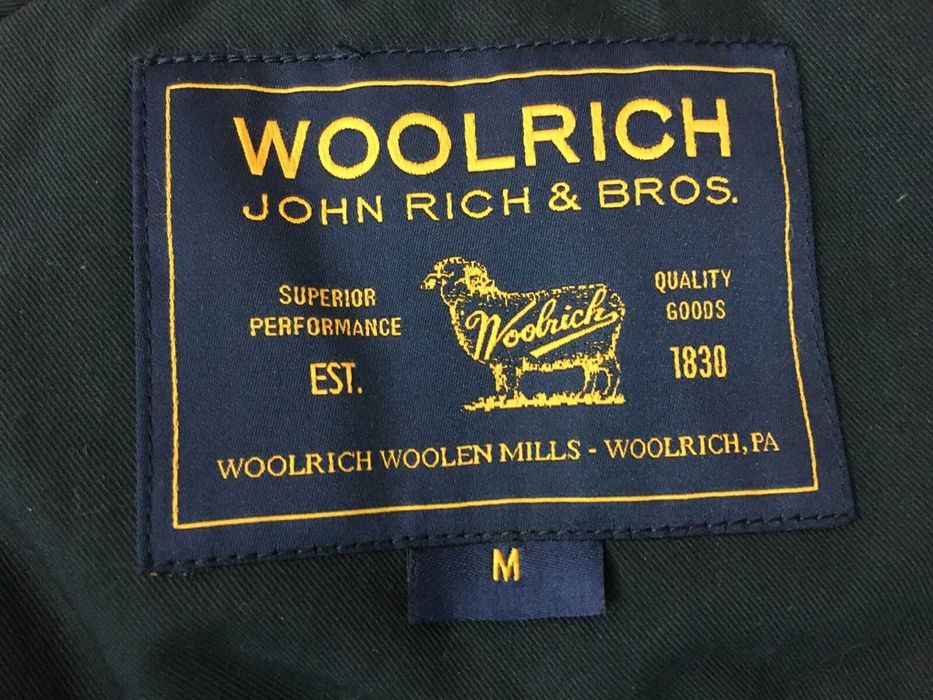 WOOLRICH
JOHN RICH & BROS.
SUPERIOR
PERFORMANCE
EST.
Woolrich
QUALITY
GOODS
1830
WOOLRICH WOOLEN MILLS - WOOLRICH, PA
M